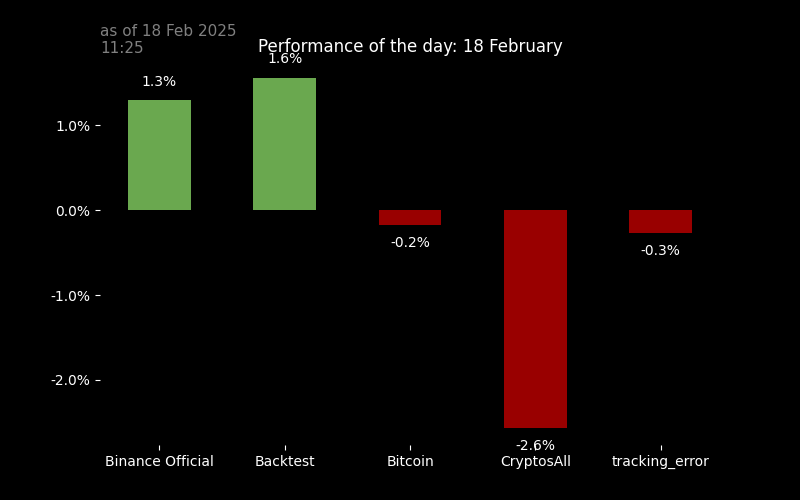 as of 18 Feb 2025
11:25
Performance of the day: 18 February
1.3%
1.6%
1.0%
0.0%
-0.2%
-0.3%
-1.0%
-2.0%
-2.6%
Binance Official
Backtest
Bitcoin
CryptosAll
tracking_error